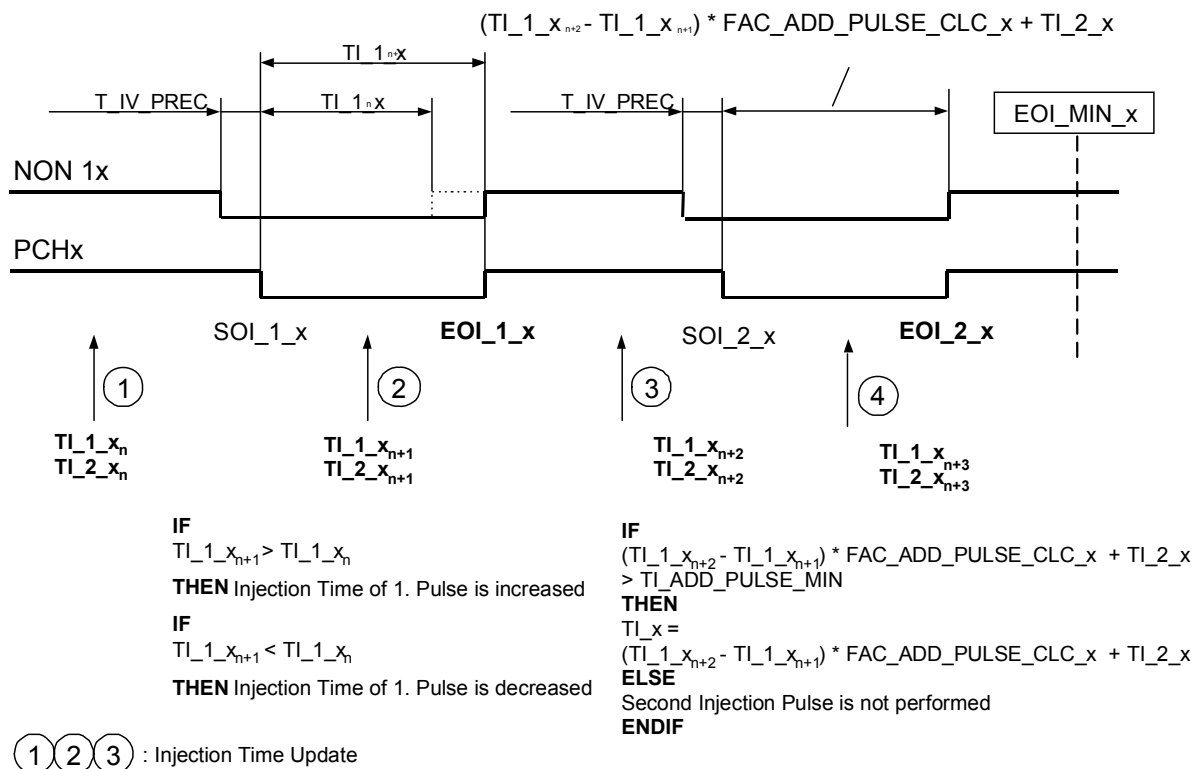 (TI_1_x n+2 - TI_1_x n+1) * FAC_ADD_PULSE_CLC_x + TI_2_x
TI_1 n+1 x
T_IV_PREC
TI_1 n x
T_IV_PREC
EOI_MIN_x
NON 1x
PCHx
SOI_1_x
EOI_1_x
SOI_2_x
EOI_2_x
1
2
3
4
TI_1_xn
TI_2_xn
TI_1_xn+1
TI_2_xn+1
TI_1_xn+2
TI_2_xn+2
TI_1_xn+3
TI_2_xn+3
IF
TI_1_xn+1 > TI_1_xn
THEN Injection Time of 1. Pulse is increased
IF
TI_1_xn+1 < TI_1_xn
THEN Injection Time of 1. Pulse is decreased
IF
(TI_1_xn+2 - TI_1_xn+1) * FAC_ADD_PULSE_CLC_x + TI_2_x
> TI_ADD_PULSE_MIN
THEN
TI_x =
(TI_1_xn+2 - TI_1_xn+1) * FAC_ADD_PULSE_CLC_x + TI_2_x
ELSE
Second Injection Pulse is not performed
ENDIF
1 2 3 : Injection Time Update